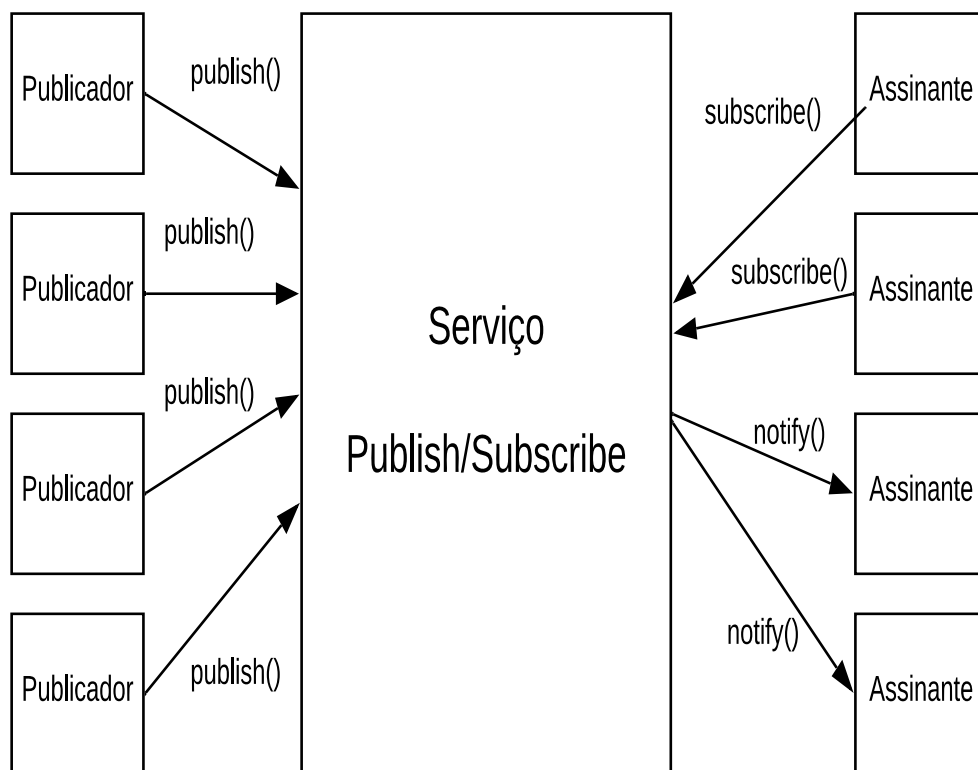 Publicador
publish()
subscribe()
Assinante
Publicador
publish()
subscribe()
Assinante
Serviço
Publish/Subscribe
Publicador
publish()
notify()
Assinante
Publicador
publish()
notify()
Assinante